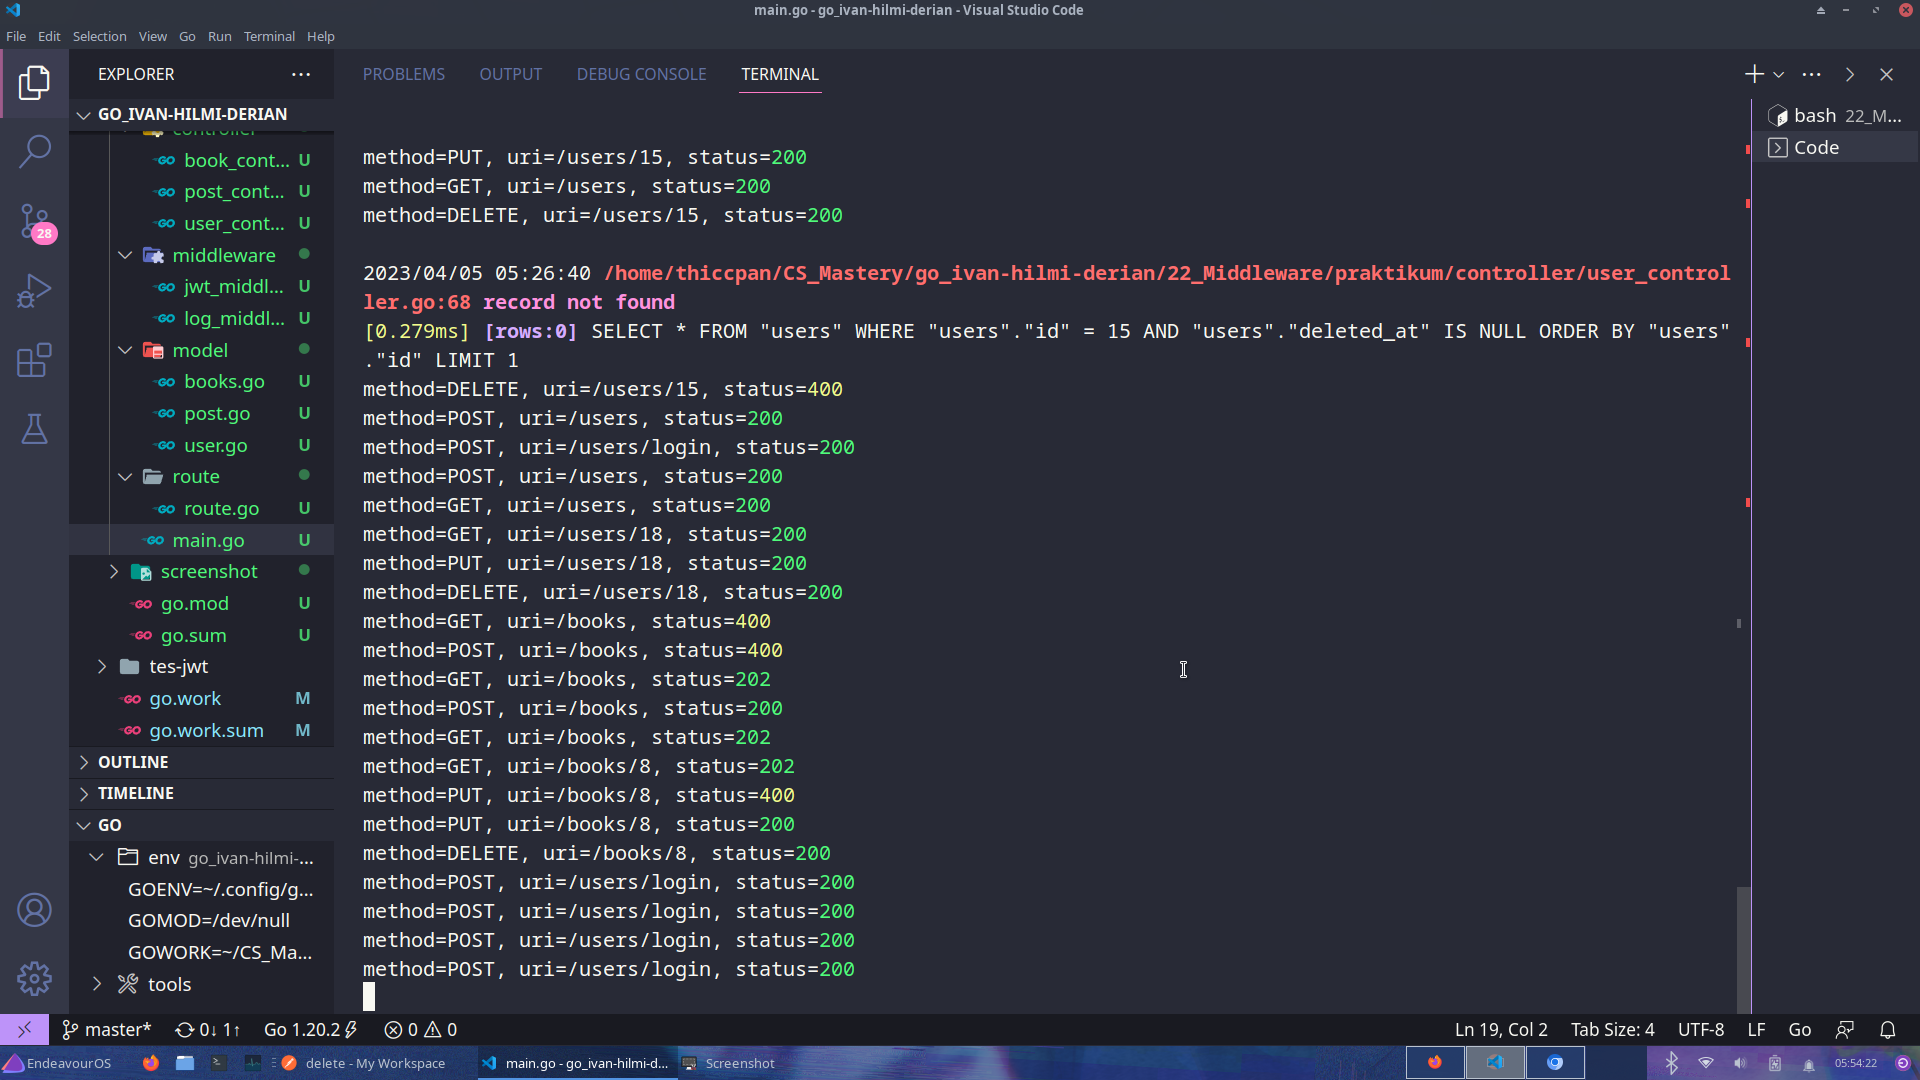 main.go - go_ivan-hilmi-derian - Visual Studio Code
File Edit Selection View Go Run Terminal Help
EXPLORER
GO_IVAN-HILMI-DERIAN
controller
book_cont... U
post_cont... U
user_cont... U
middleware
jwt_middl... U
log_middl... U
model
books.go U
post.go U
user.go U
route
route.go U
main.go U
screenshot
go.mod U
go.sum U
tes-jwt
go.work M
go.work.sum M
OUTLINE
TIMELINE
GO
env go_ivan-hilmi-...
GOENV=~/.config/g...
GOMOD=/dev/null
GOWORK=~/CS_Ma...
tools
28
PROBLEMS OUTPUT DEBUG CONSOLE TERMINAL
method=PUT, uri=/users/15, status=200
method=GET, uri=/users, status=200
method=DELETE, uri=/users/15, status=200
2023/04/05 05:26:40 /home/thiccpan/CS_Mastery/go_ivan-hilmi-derian/22_Middleware/praktikum/controller/user_control
ler.go:68 record not found
[0.279ms] [rows:0] SELECT * FROM "users" WHERE "users"."id" = 15 AND "users"."deleted_at" IS NULL ORDER BY "users"
."id" LIMIT 1
method=DELETE, uri=/users/15, status=400
method=POST, uri=/users, status=200
method=POST, uri=/users/login, status=200
method=POST, uri=/users, status=200
method=GET, uri=/users, status=200
method=GET, uri=/users/18, status=200
method=PUT, uri=/users/18, status=200
method=DELETE, uri=/users/18, status=200
method=GET, uri=/books, status=400
method=POST, uri=/books, status=400
method=GET, uri=/books, status=202
method=POST, uri=/books, status=200
method=GET, uri=/books, status=202
method=GET, uri=/books/8, status=202
method=PUT, uri=/books/8, status=400
method=PUT, uri=/books/8, status=200
method=DELETE, uri=/books/8, status=200
method=POST, uri=/users/login, status=200
method=POST, uri=/users/login, status=200
method=POST, uri=/users/login, status=200
method=POST, uri=/users/login, status=200
bash 22_M...
Code
master* 0↓ 1↑ Go 1.20.2 0 0 Ln 19, Col 2 Tab Size: 4 UTF-8 LF Go
EndeavourOS delete - My Workspace main.go - go_ivan-hilmi-d... Screenshot 05:54:22